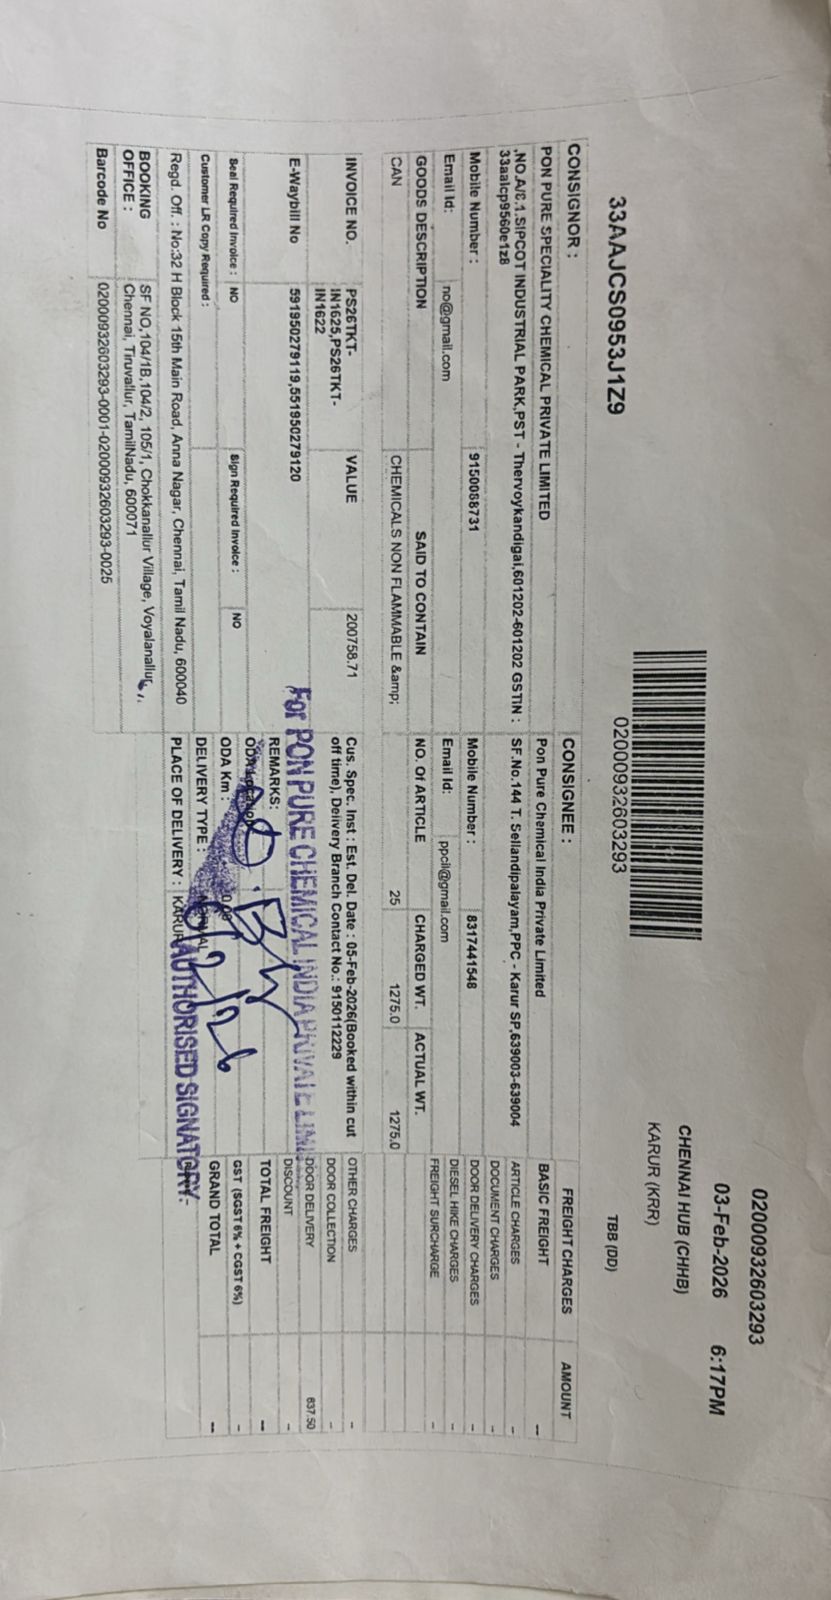 02000932603293
03-Feb-2026 6:17PM
CHENNAI HUB (CHHB)
KARUR (KRR)
02000932603293
33AAJCS0953J1Z9
TBB (DD)
CONSIGNOR :
PON PURE SPECIALITY CHEMICAL PRIVATE LIMITED
,NO.A/6.1.SIPCOT INDUSTRIAL PARK,PST - Thervoykandigai,601202-601202 GSTIN :
33aalcp9560e1z8
Mobile Number : 9150088731
Email Id: no@gmail.com
CONSIGNEE :
Pon Pure Chemical India Private Limited
SF.No.144 T. Sellandipalayam,PPC - Karur SP,639003-639004
Mobile Number : 8317441548
Email Id: ppcil@gmail.com
GOODS DESCRIPTION SAID TO CONTAIN NO. Of ARTICLE CHARGED WT. ACTUAL WT.
CAN CHEMICALS NON FLAMMABLE &amp; 25 1275.0 1275.0
INVOICE NO. PS26TKT-
IN1625,PS26TKT-
IN1622
VALUE 200758.71
Cus. Spec. Inst : Est. Del. Date : 05-Feb-2026(Booked within cut
off time), Delivery Branch Contact No.: 9150112229
E-Waybill No 591950279119,551950279120
REMARKS:
Seal Required Invoice : NO Sign Required Invoice : NO
ODA Location
ODA Km : 0.00
Customer LR Copy Required :
DELIVERY TYPE : NORMAL
Regd. Off. : No:32 H Block 15th Main Road, Anna Nagar, Chennai, Tamil Nadu, 600040
PLACE OF DELIVERY : KARUR
BOOKING
OFFICE :
SF NO,104/1B,104/2, 105/1, Chokkanallur Village, Voyalanallur,
Chennai, Tiruvallur, TamilNadu, 600071
Barcode No 02000932603293-0001-02000932603293-0025
FREIGHT CHARGES AMOUNT
BASIC FREIGHT --
ARTICLE CHARGES -
DOCUMENT CHARGES -
DOOR DELIVERY CHARGES -
DIESEL HIKE CHARGES -
FREIGHT SURCHARGE -
OTHER CHARGES -
DOOR COLLECTION -
DOOR DELIVERY 637.50
DISCOUNT -
TOTAL FREIGHT --
GST (SGST 6% + CGST 6%) -
GRAND TOTAL --
For PON PURE CHEMICAL INDIA PRIVATE LIMI
AUTHORISED SIGNATORY.